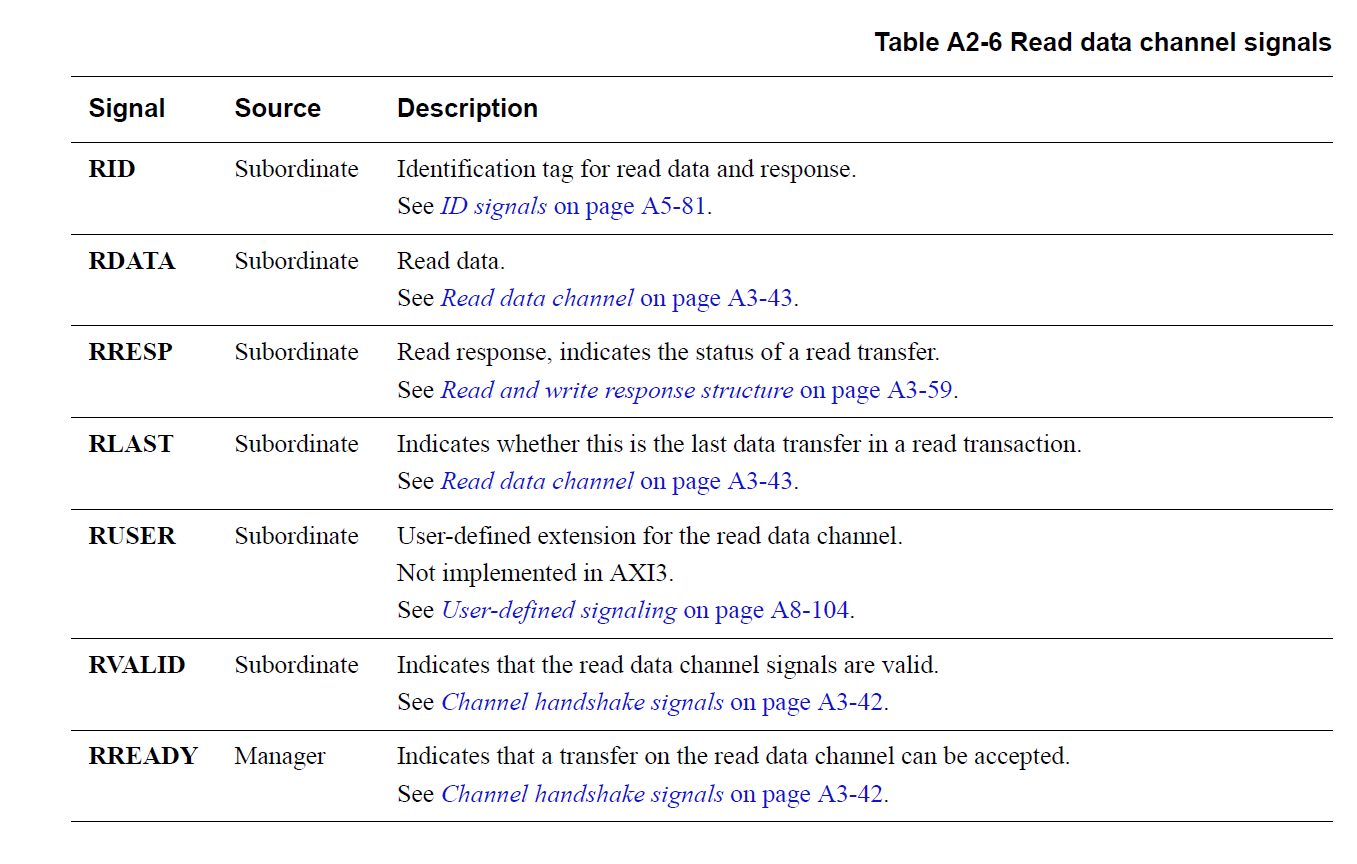 Table A2-6 Read data channel signals
Signal Source Description
RID Subordinate Identification tag for read data and response.
See ID signals on page A5-81.
RDATA Subordinate Read data.
See Read data channel on page A3-43.
RRESP Subordinate Read response, indicates the status of a read transfer.
See Read and write response structure on page A3-59.
RLAST Subordinate Indicates whether this is the last data transfer in a read transaction.
See Read data channel on page A3-43.
RUSER Subordinate User-defined extension for the read data channel.
Not implemented in AXI3.
See User-defined signaling on page A8-104.
RVALID Subordinate Indicates that the read data channel signals are valid.
See Channel handshake signals on page A3-42.
RREADY Manager Indicates that a transfer on the read data channel can be accepted.
See Channel handshake signals on page A3-42.